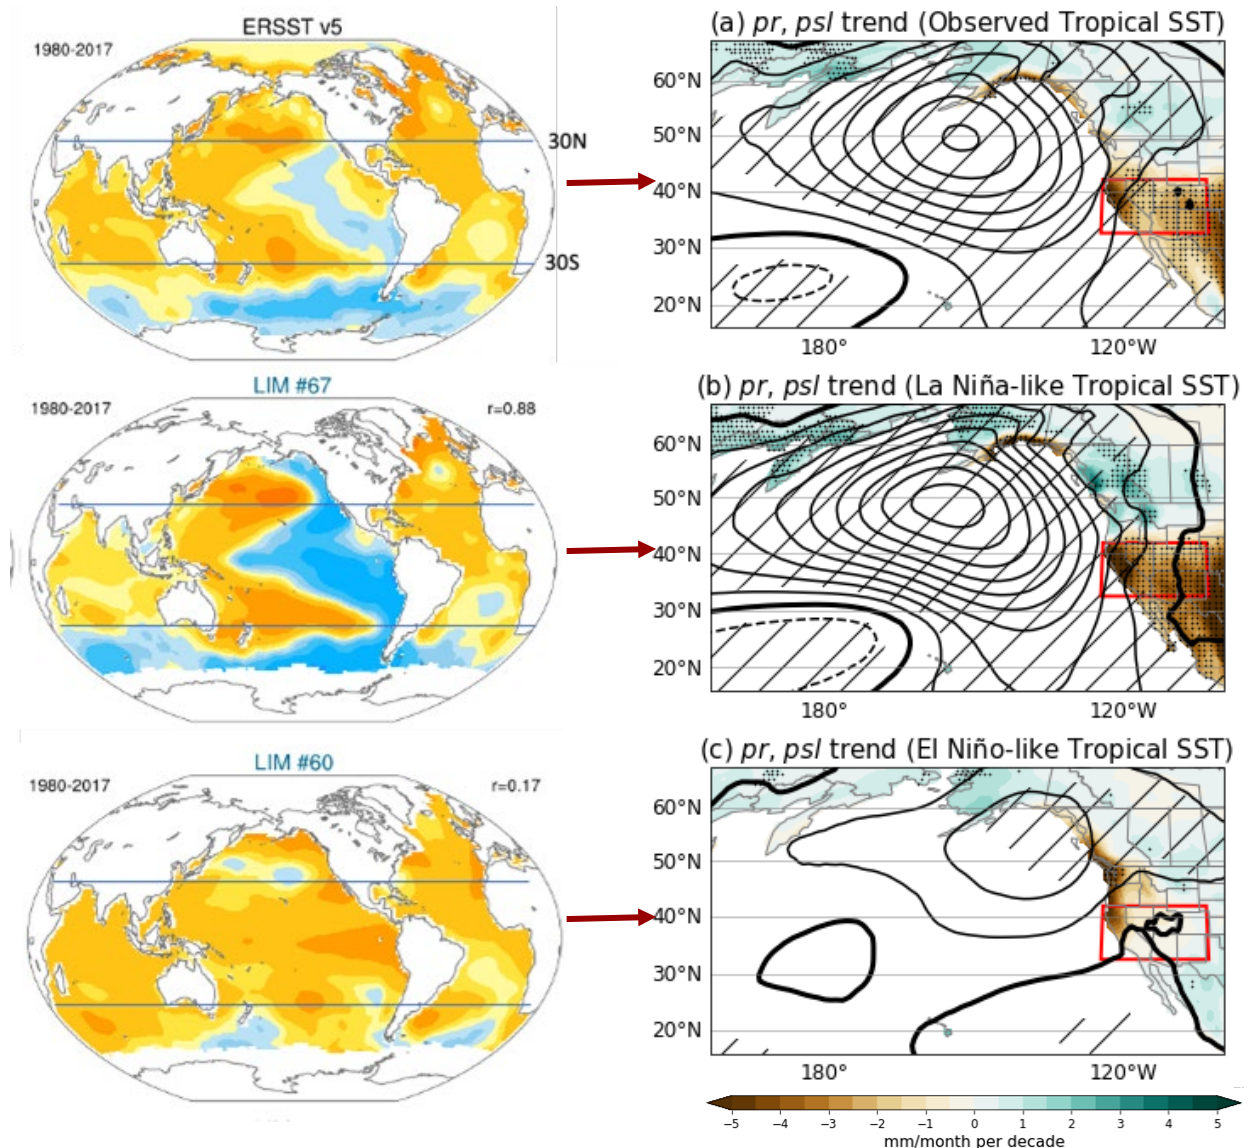 ERSST v5
1980-2017
30N
30S
(a) pr, psl trend (Observed Tropical SST)
60°N
50°N
40°N
30°N
20°N
180°
120°W
LIM #67
1980-2017
r=0.88
(b) pr, psl trend (La Niña-like Tropical SST)
60°N
50°N
40°N
30°N
20°N
180°
120°W
LIM #60
1980-2017
r=0.17
(c) pr, psl trend (El Niño-like Tropical SST)
60°N
50°N
40°N
30°N
20°N
180°
120°W
−5 −4 −3 −2 −1 0 1 2 3 4 5
mm/month per decade